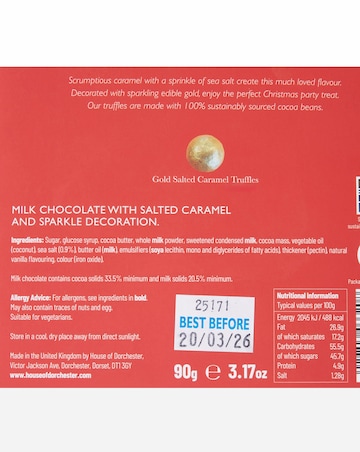 Scrumptious caramel with a sprinkle of sea salt create this much loved flavour.
Decorated with sparkling edible gold, enjoy the perfect Christmas party treat.
Our truffles are made with 100% sustainably sourced cocoa beans.
Gold Salted Caramel Truffles
MILK CHOCOLATE WITH SALTED CARAMEL
AND SPARKLE DECORATION.
Ingredients: Sugar, glucose syrup, cocoa butter, whole milk powder, sweetened condensed milk, cocoa mass, vegetable oil
(coconut), sea salt (0.9%), butter oil (milk), emulsifiers (soya lecithin, mono and diglycerides of fatty acids), thickener (pectin), natural
vanilla flavouring, colour (iron oxide).
Milk chocolate contains cocoa solids 33.5% minimum and milk solids 20.5% minimum.
Allergy Advice: For allergens, see ingredients in bold.
May also contain traces of nuts and egg.
Suitable for vegetarians.
Store in a cool, dry place away from direct sunlight.
Made in the United Kingdom by House of Dorchester,
Victor Jackson Ave, Dorchester, Dorset, DT1 3GY
www.houseofdorchester.com
25171
BEST BEFORE
20/03/26
90g ℮ 3.17oz
Nutritional Information
Typical values per 100g
Energy 2045 kJ / 488 kcal
Fat 26.9g
of which saturates 17.2g
Carbohydrates 55.5g
of which sugars 46.7g
Protein 4.9g
Salt 1.28g